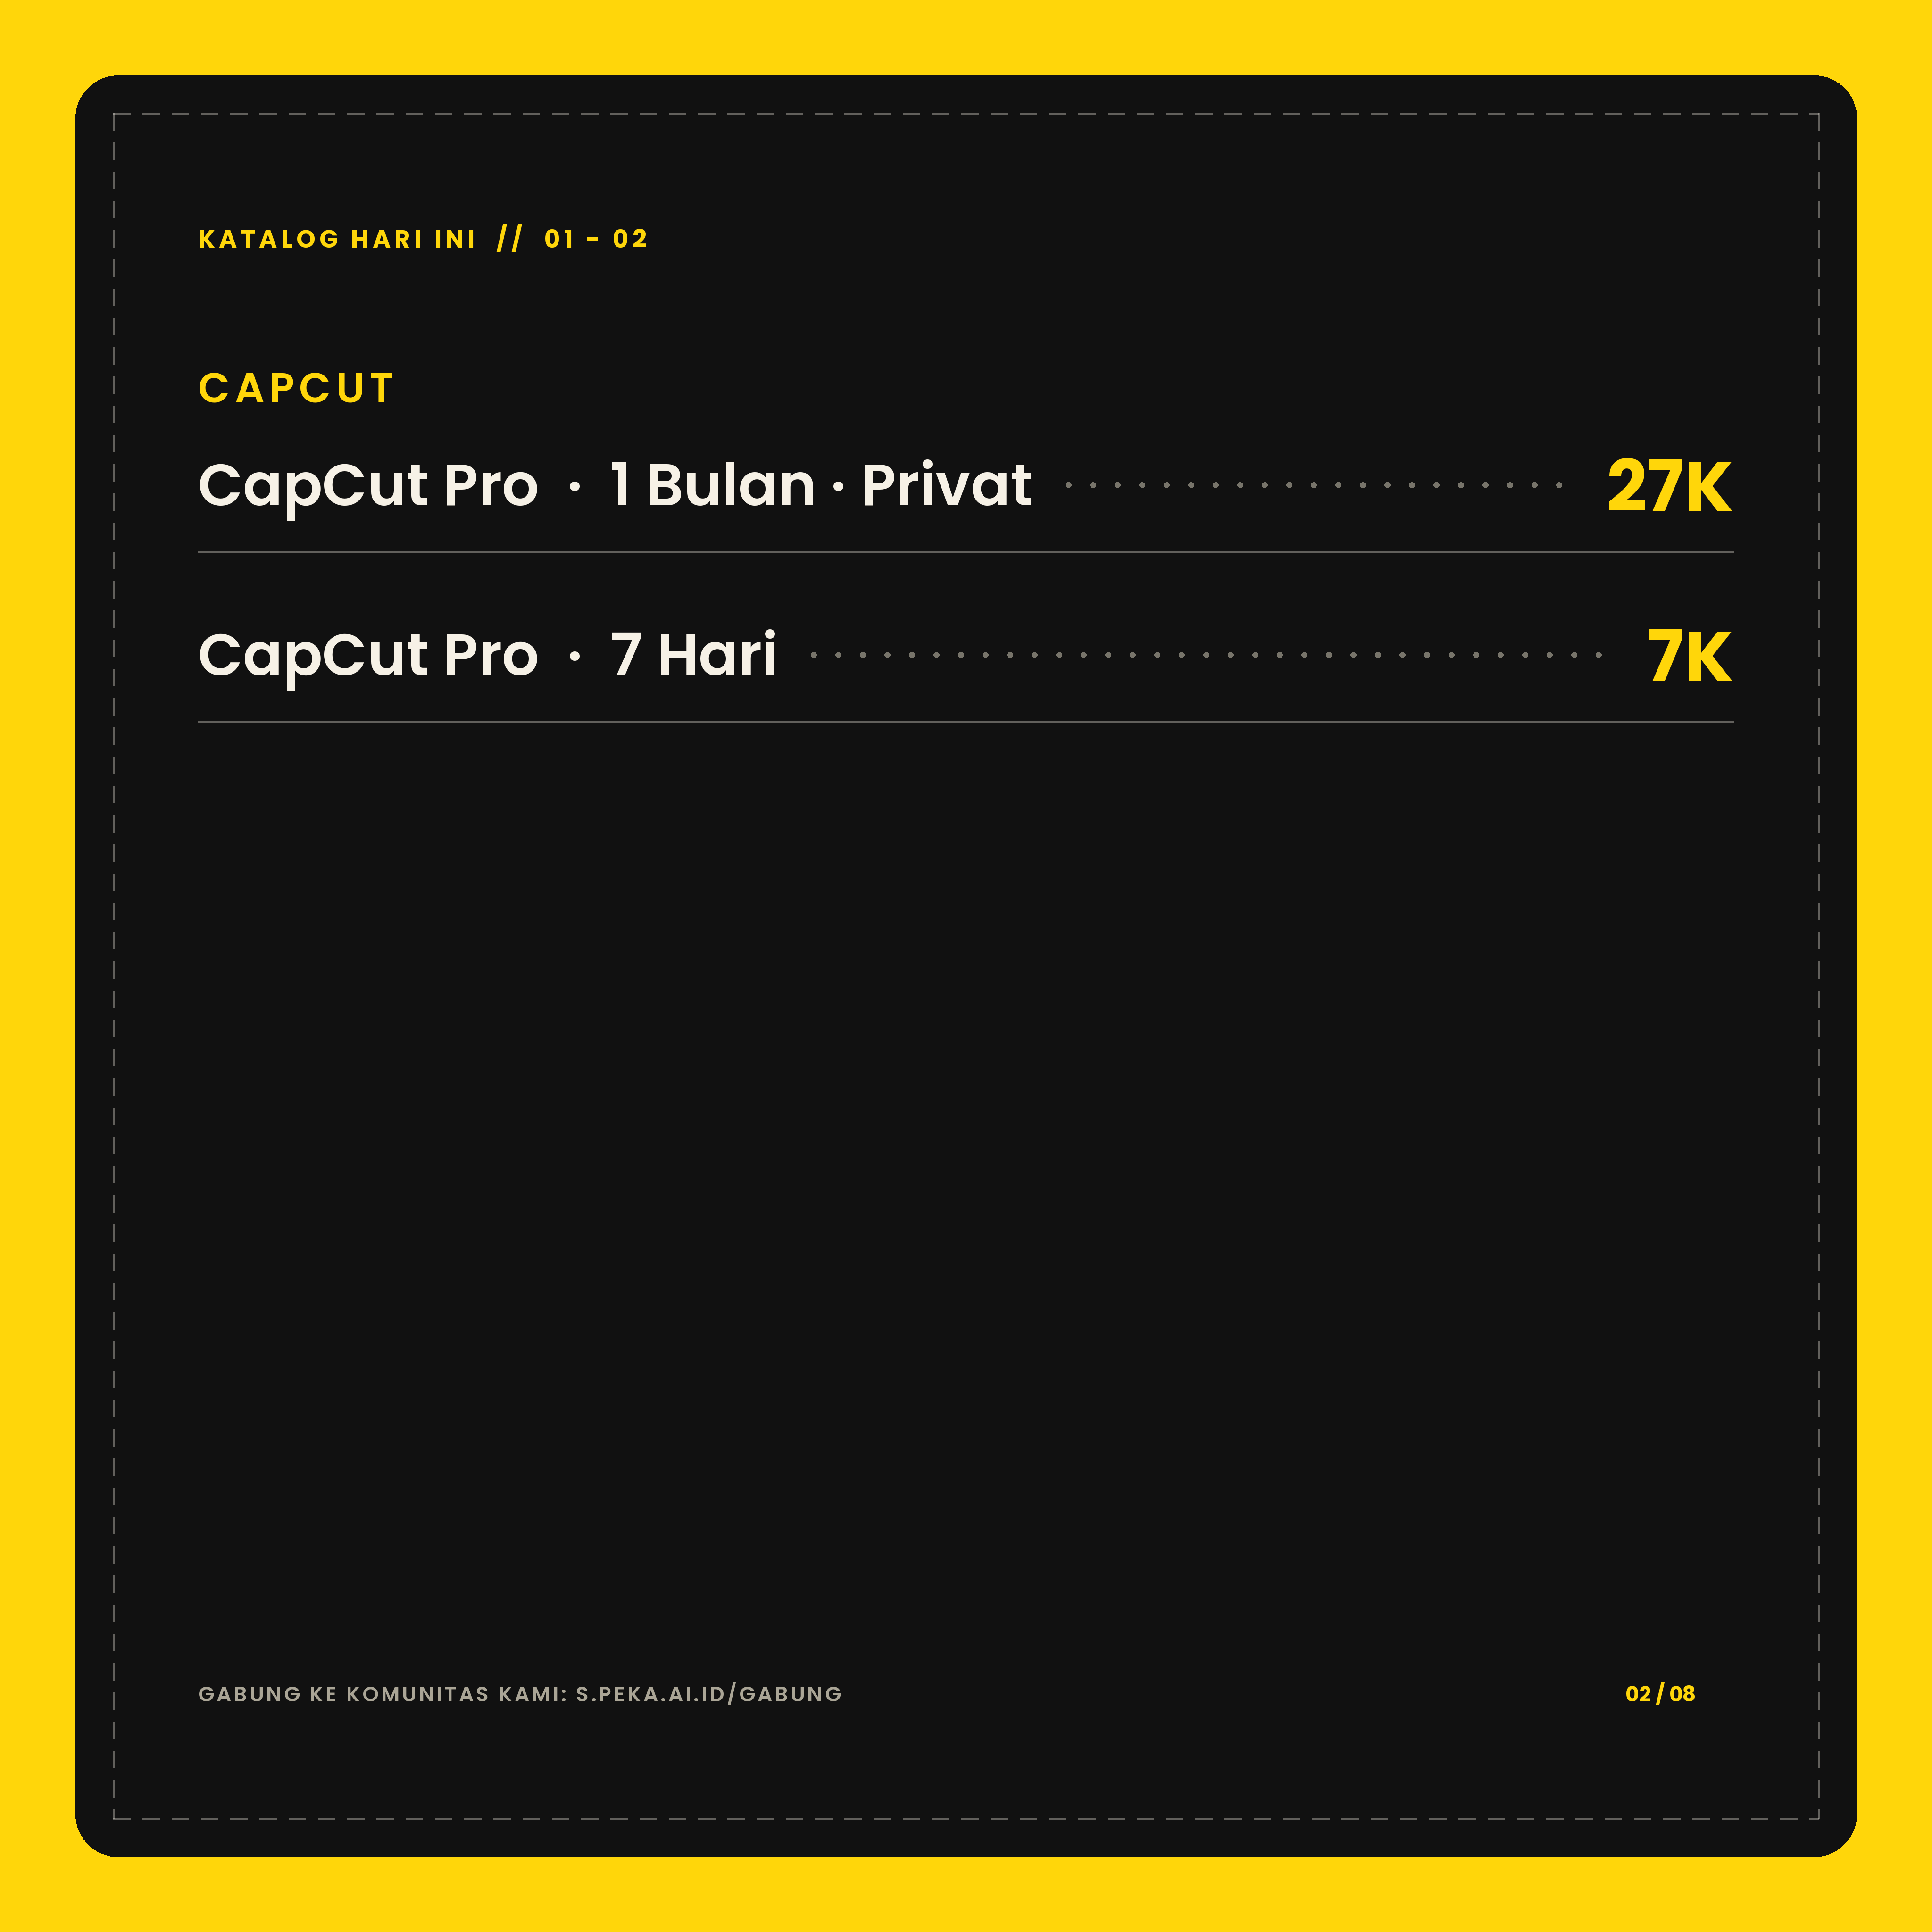 KATALOG HARI INI // 01 - 02
CAPCUT
CapCut Pro · 1 Bulan · Privat 27K
CapCut Pro · 7 Hari 7K
GABUNG KE KOMUNITAS KAMI: S.PEKA.AI.ID/GABUNG 02 / 08